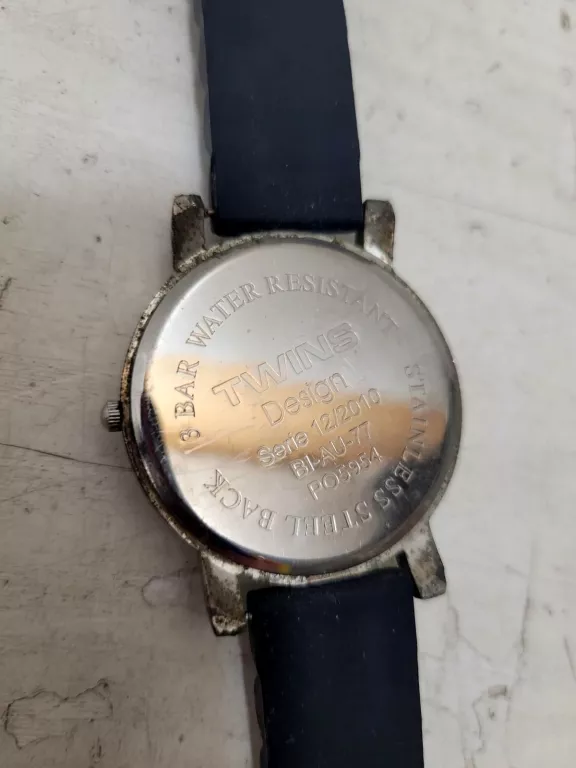 3 BAR WATER RESISTANT
STAINLESS STEEL BACK
TWINS
Design
Serie 12/2010
BI-AU-77
PO5954